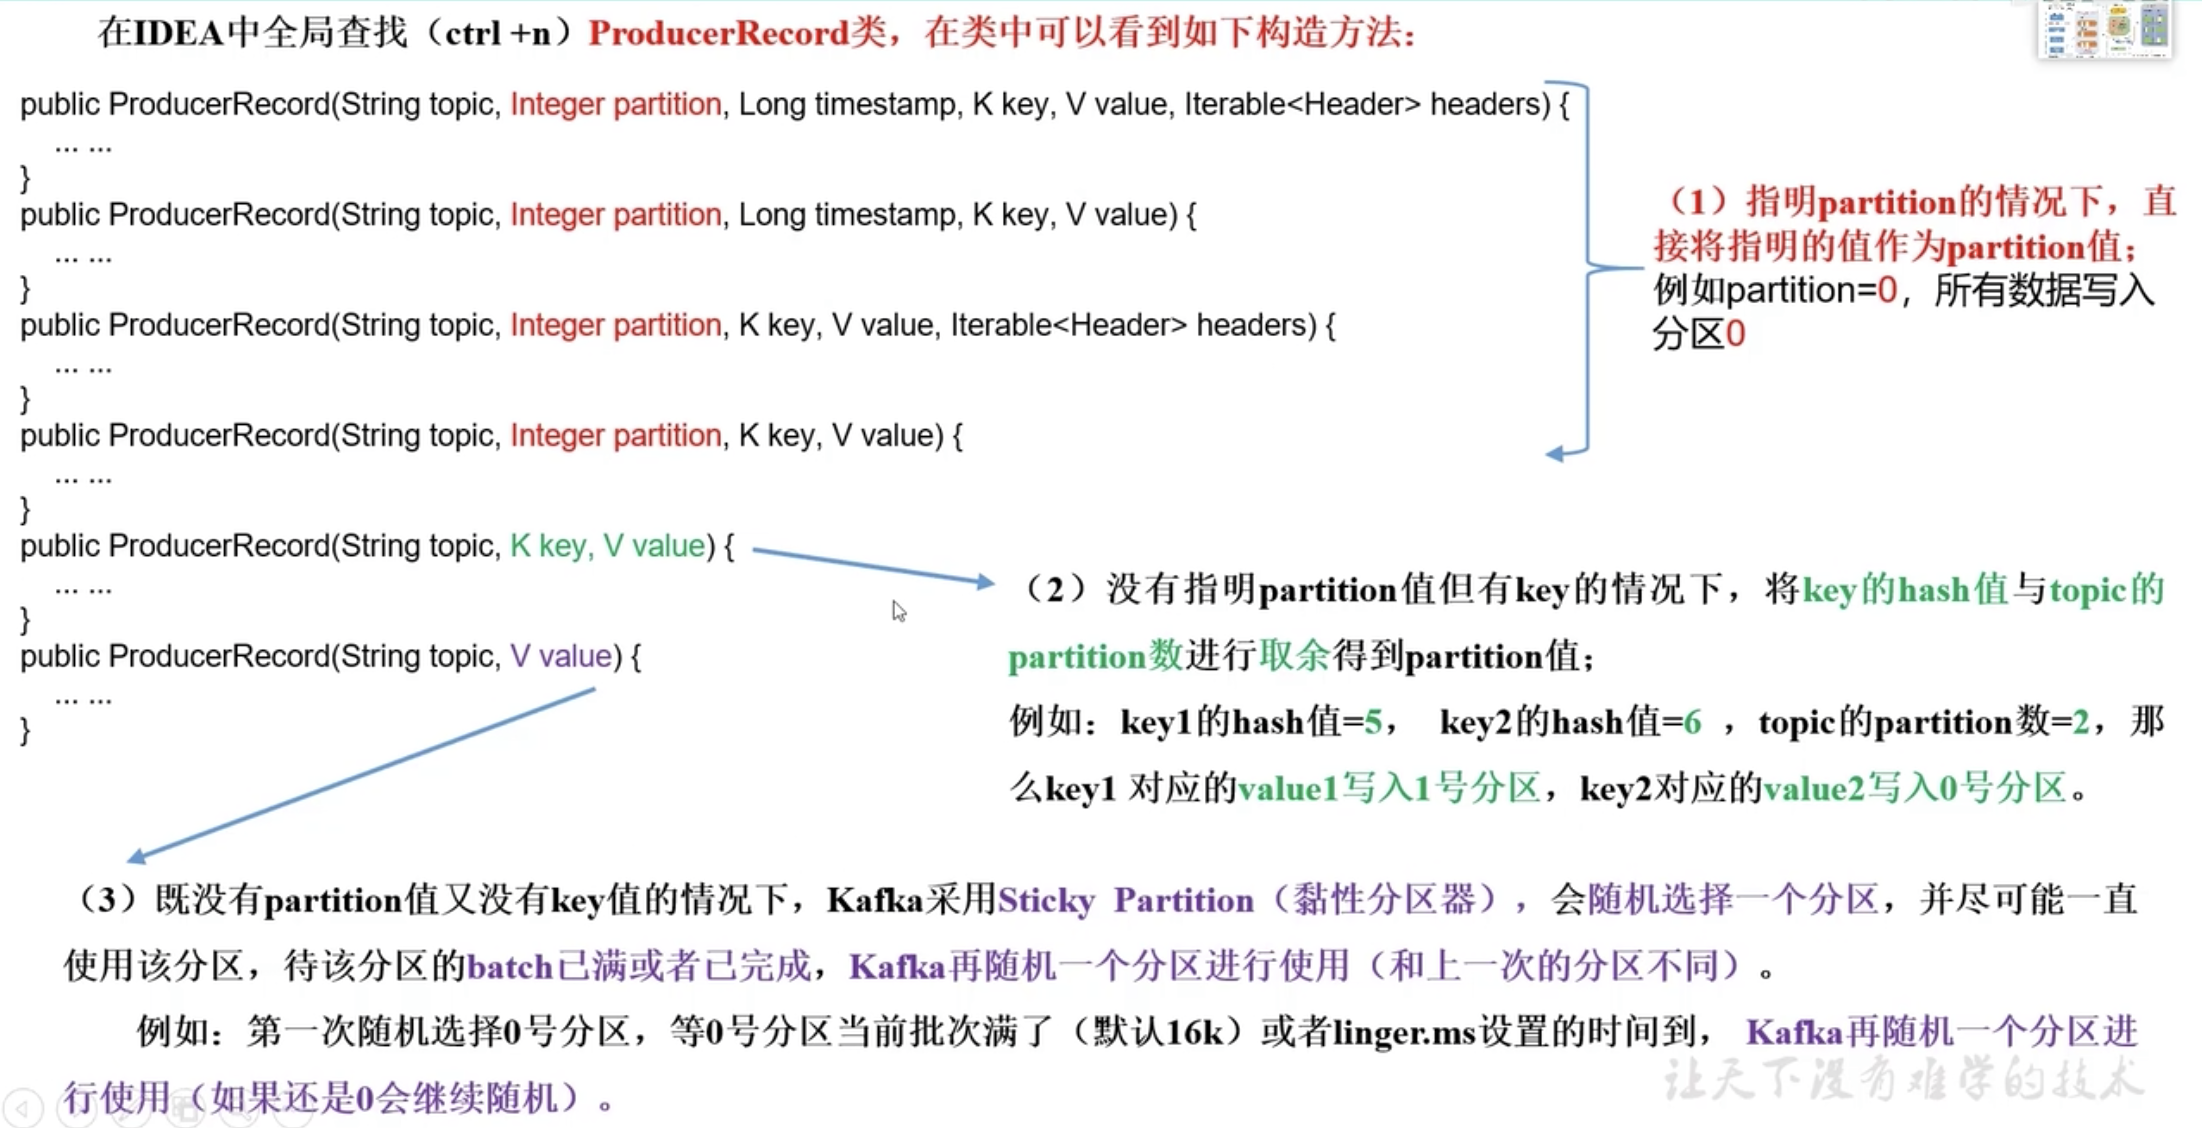 在IDEA中全局查找（ctrl +n）ProducerRecord类，在类中可以看到如下构造方法：
public ProducerRecord(String topic, Integer partition, Long timestamp, K key, V value, Iterable<Header> headers) {
... ...
}
public ProducerRecord(String topic, Integer partition, Long timestamp, K key, V value) {
... ...
}
public ProducerRecord(String topic, Integer partition, K key, V value, Iterable<Header> headers) {
... ...
}
public ProducerRecord(String topic, Integer partition, K key, V value) {
... ...
}
public ProducerRecord(String topic, K key, V value) {
... ...
}
public ProducerRecord(String topic, V value) {
... ...
}
（1）指明partition的情况下，直
接将指明的值作为partition值；
例如partition=0，所有数据写入
分区0
（2）没有指明partition值但有key的情况下，将key的hash值与topic的
partition数进行取余得到partition值；
例如：key1的hash值=5， key2的hash值=6 ，topic的partition数=2，那
么key1 对应的value1写入1号分区，key2对应的value2写入0号分区。
（3）既没有partition值又没有key值的情况下，Kafka采用Sticky Partition（黏性分区器），会随机选择一个分区，并尽可能一直
使用该分区，待该分区的batch已满或者已完成，Kafka再随机一个分区进行使用（和上一次的分区不同）。
例如：第一次随机选择0号分区，等0号分区当前批次满了（默认16k）或者linger.ms设置的时间到， Kafka再随机一个分区进
行使用（如果还是0会继续随机）。
让天下没有难学的技术